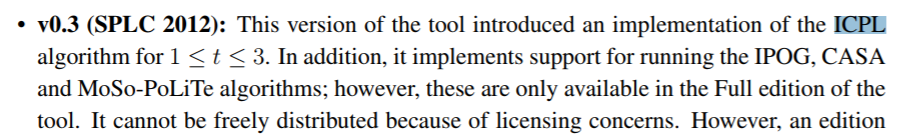 • v0.3 (SPLC 2012): This version of the tool introduced an implementation of the ICPL
algorithm for 1 ≤ t ≤ 3. In addition, it implements support for running the IPOG, CASA
and MoSo-PoLiTe algorithms; however, these are only available in the Full edition of the
tool. It cannot be freely distributed because of licensing concerns. However, an edition